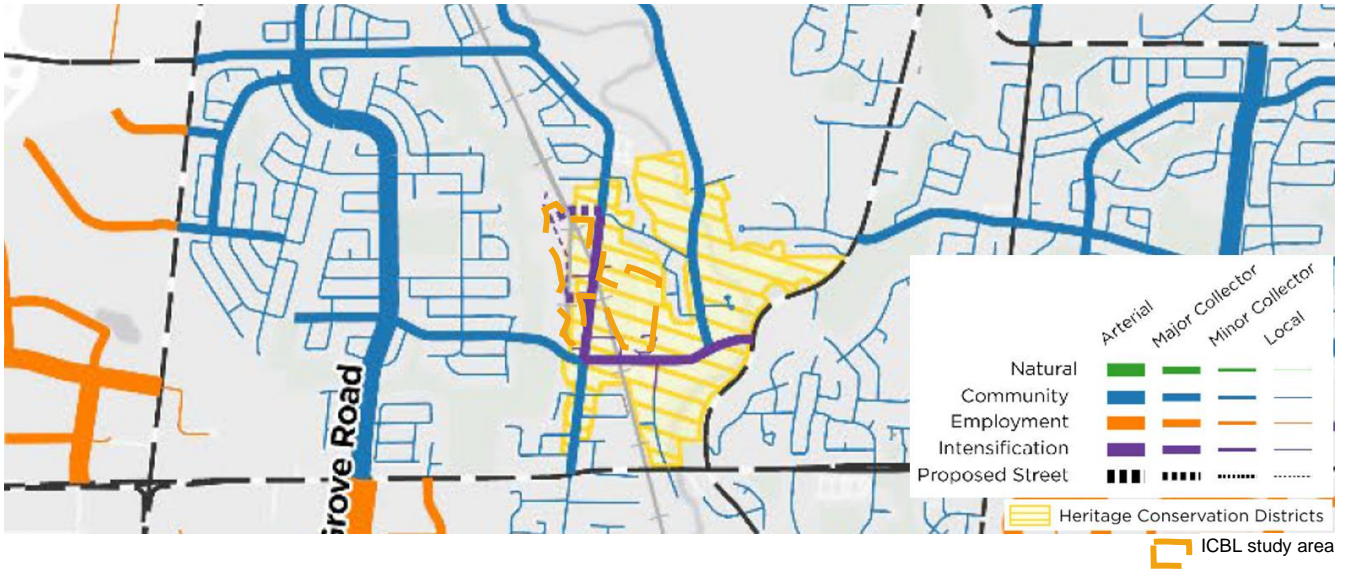 Grove Road
Arterial
Major Collector
Minor Collector
Local
Natural
Community
Employment
Intensification
Proposed Street
Heritage Conservation Districts
ICBL study area